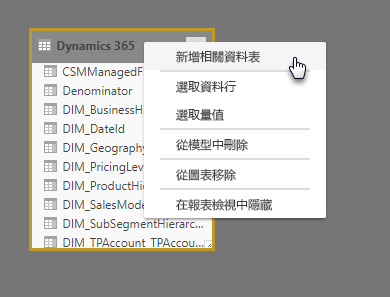 Dynamics 365
新增相關資料表
CSMManagedF
選取資料行
Denominator
DIM_BusinessH
選取量值
DIM_DateId
從模型中刪除
DIM_Geography
DIM_PricingLev
從圖表移除
DIM_ProductHie
DIM_SalesMode
在報表檢視中隱藏
DIM_SubSegmentHierarc...
DIM_TPAccount_TPAccou...